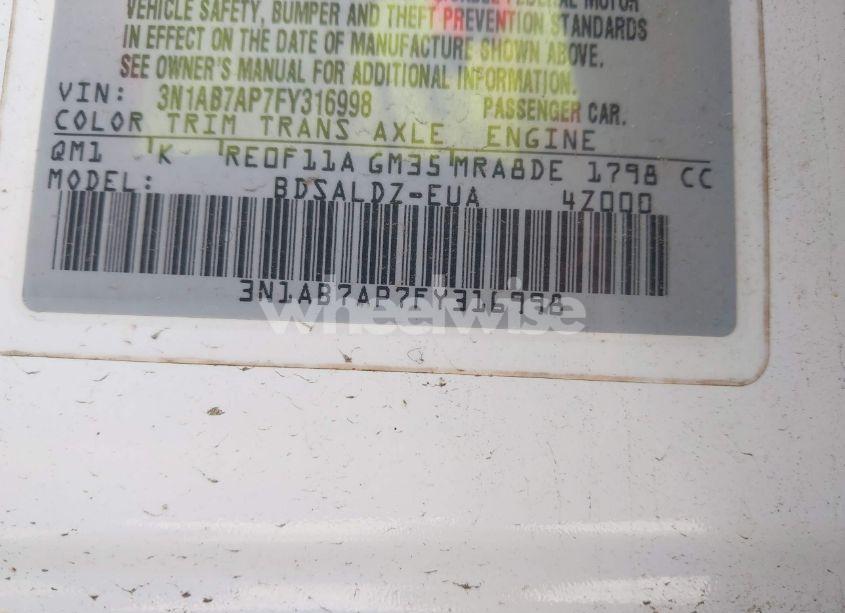 VEHICLE SAFETY, BUMPER AND THEFT PREVENTION STANDARDS
IN EFFECT ON THE DATE OF MANUFACTURE SHOWN ABOVE.
SEE OWNER'S MANUAL FOR ADDITIONAL INFORMATION.
VIN: 3N1AB7AP7FY316998 PASSENGER CAR.
COLOR TRIM TRANS AXLE ENGINE
QM1 K RE0F11A GM35 MRA8DE 1798 CC
MODEL: BDSALDZ-EUA 4Z000
3N1AB7AP7FY316998
wheelwise